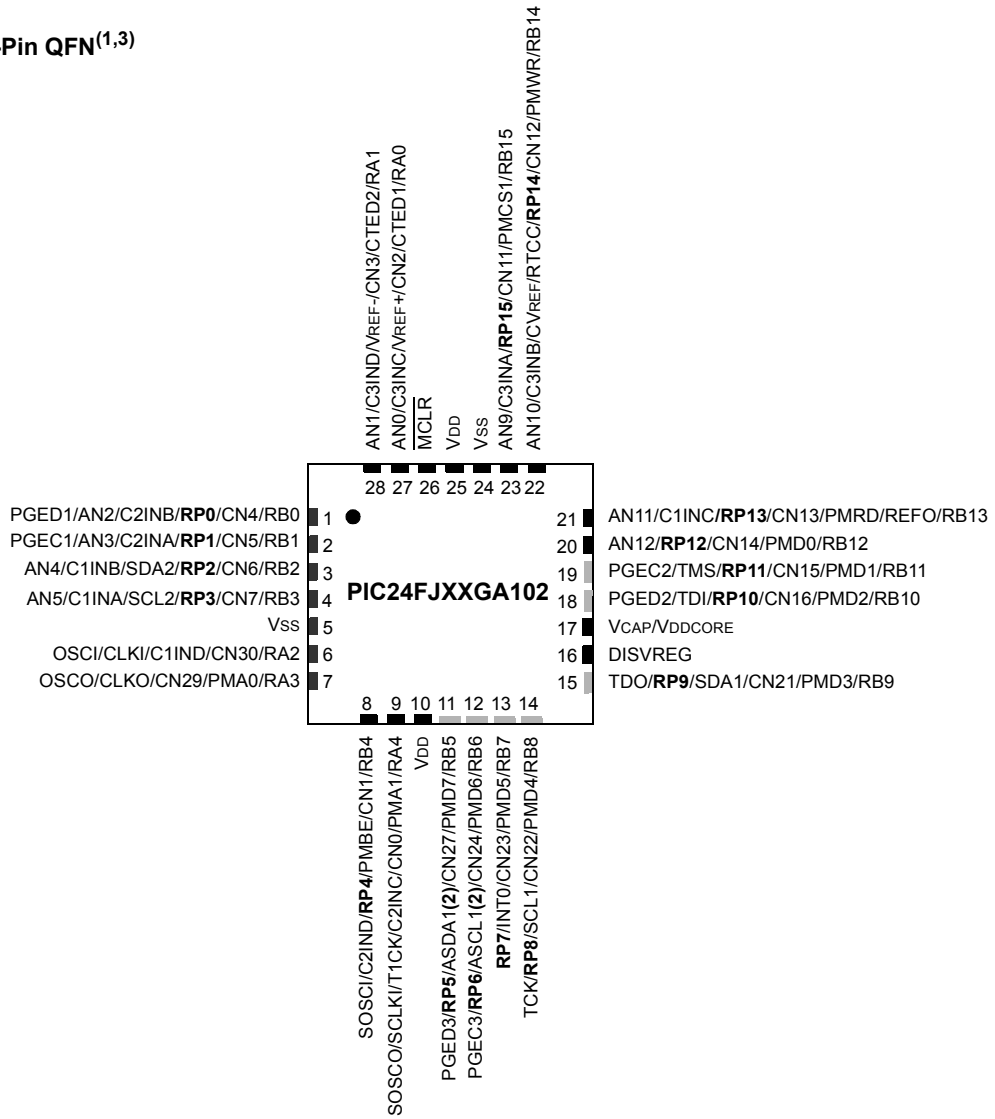 -Pin QFN(1,3)
AN1/C3IND/VREF-/CN3/CTED2/RA1
AN0/C3INC/VREF+/CN2/CTED1/RA0
MCLR
VDD
VSS
AN9/C3INA/RP15/CN11/PMCS1/RB15
AN10/C3INB/CVREF/RTCC/RP14/CN12/PMWR/RB14
28 27 26 25 24 23 22
PGED1/AN2/C2INB/RP0/CN4/RB0 1
PGEC1/AN3/C2INA/RP1/CN5/RB1 2
AN4/C1INB/SDA2/RP2/CN6/RB2 3
AN5/C1INA/SCL2/RP3/CN7/RB3 4
VSS 5
OSCI/CLKI/C1IND/CN30/RA2 6
OSCO/CLKO/CN29/PMA0/RA3 7
PIC24FJXXGA102
21 AN11/C1INC/RP13/CN13/PMRD/REFO/RB13
20 AN12/RP12/CN14/PMD0/RB12
19 PGEC2/TMS/RP11/CN15/PMD1/RB11
18 PGED2/TDI/RP10/CN16/PMD2/RB10
17 VCAP/VDDCORE
16 DISVREG
15 TDO/RP9/SDA1/CN21/PMD3/RB9
8 9 10 11 12 13 14
SOSCI/C2IND/RP4/PMBE/CN1/RB4
SOSCO/SCLKI/T1CK/C2INC/CN0/PMA1/RA4
VDD
PGED3/RP5/ASDA1(2)/CN27/PMD7/RB5
PGEC3/RP6/ASCL1(2)/CN24/PMD6/RB6
RP7/INT0/CN23/PMD5/RB7
TCK/RP8/SCL1/CN22/PMD4/RB8